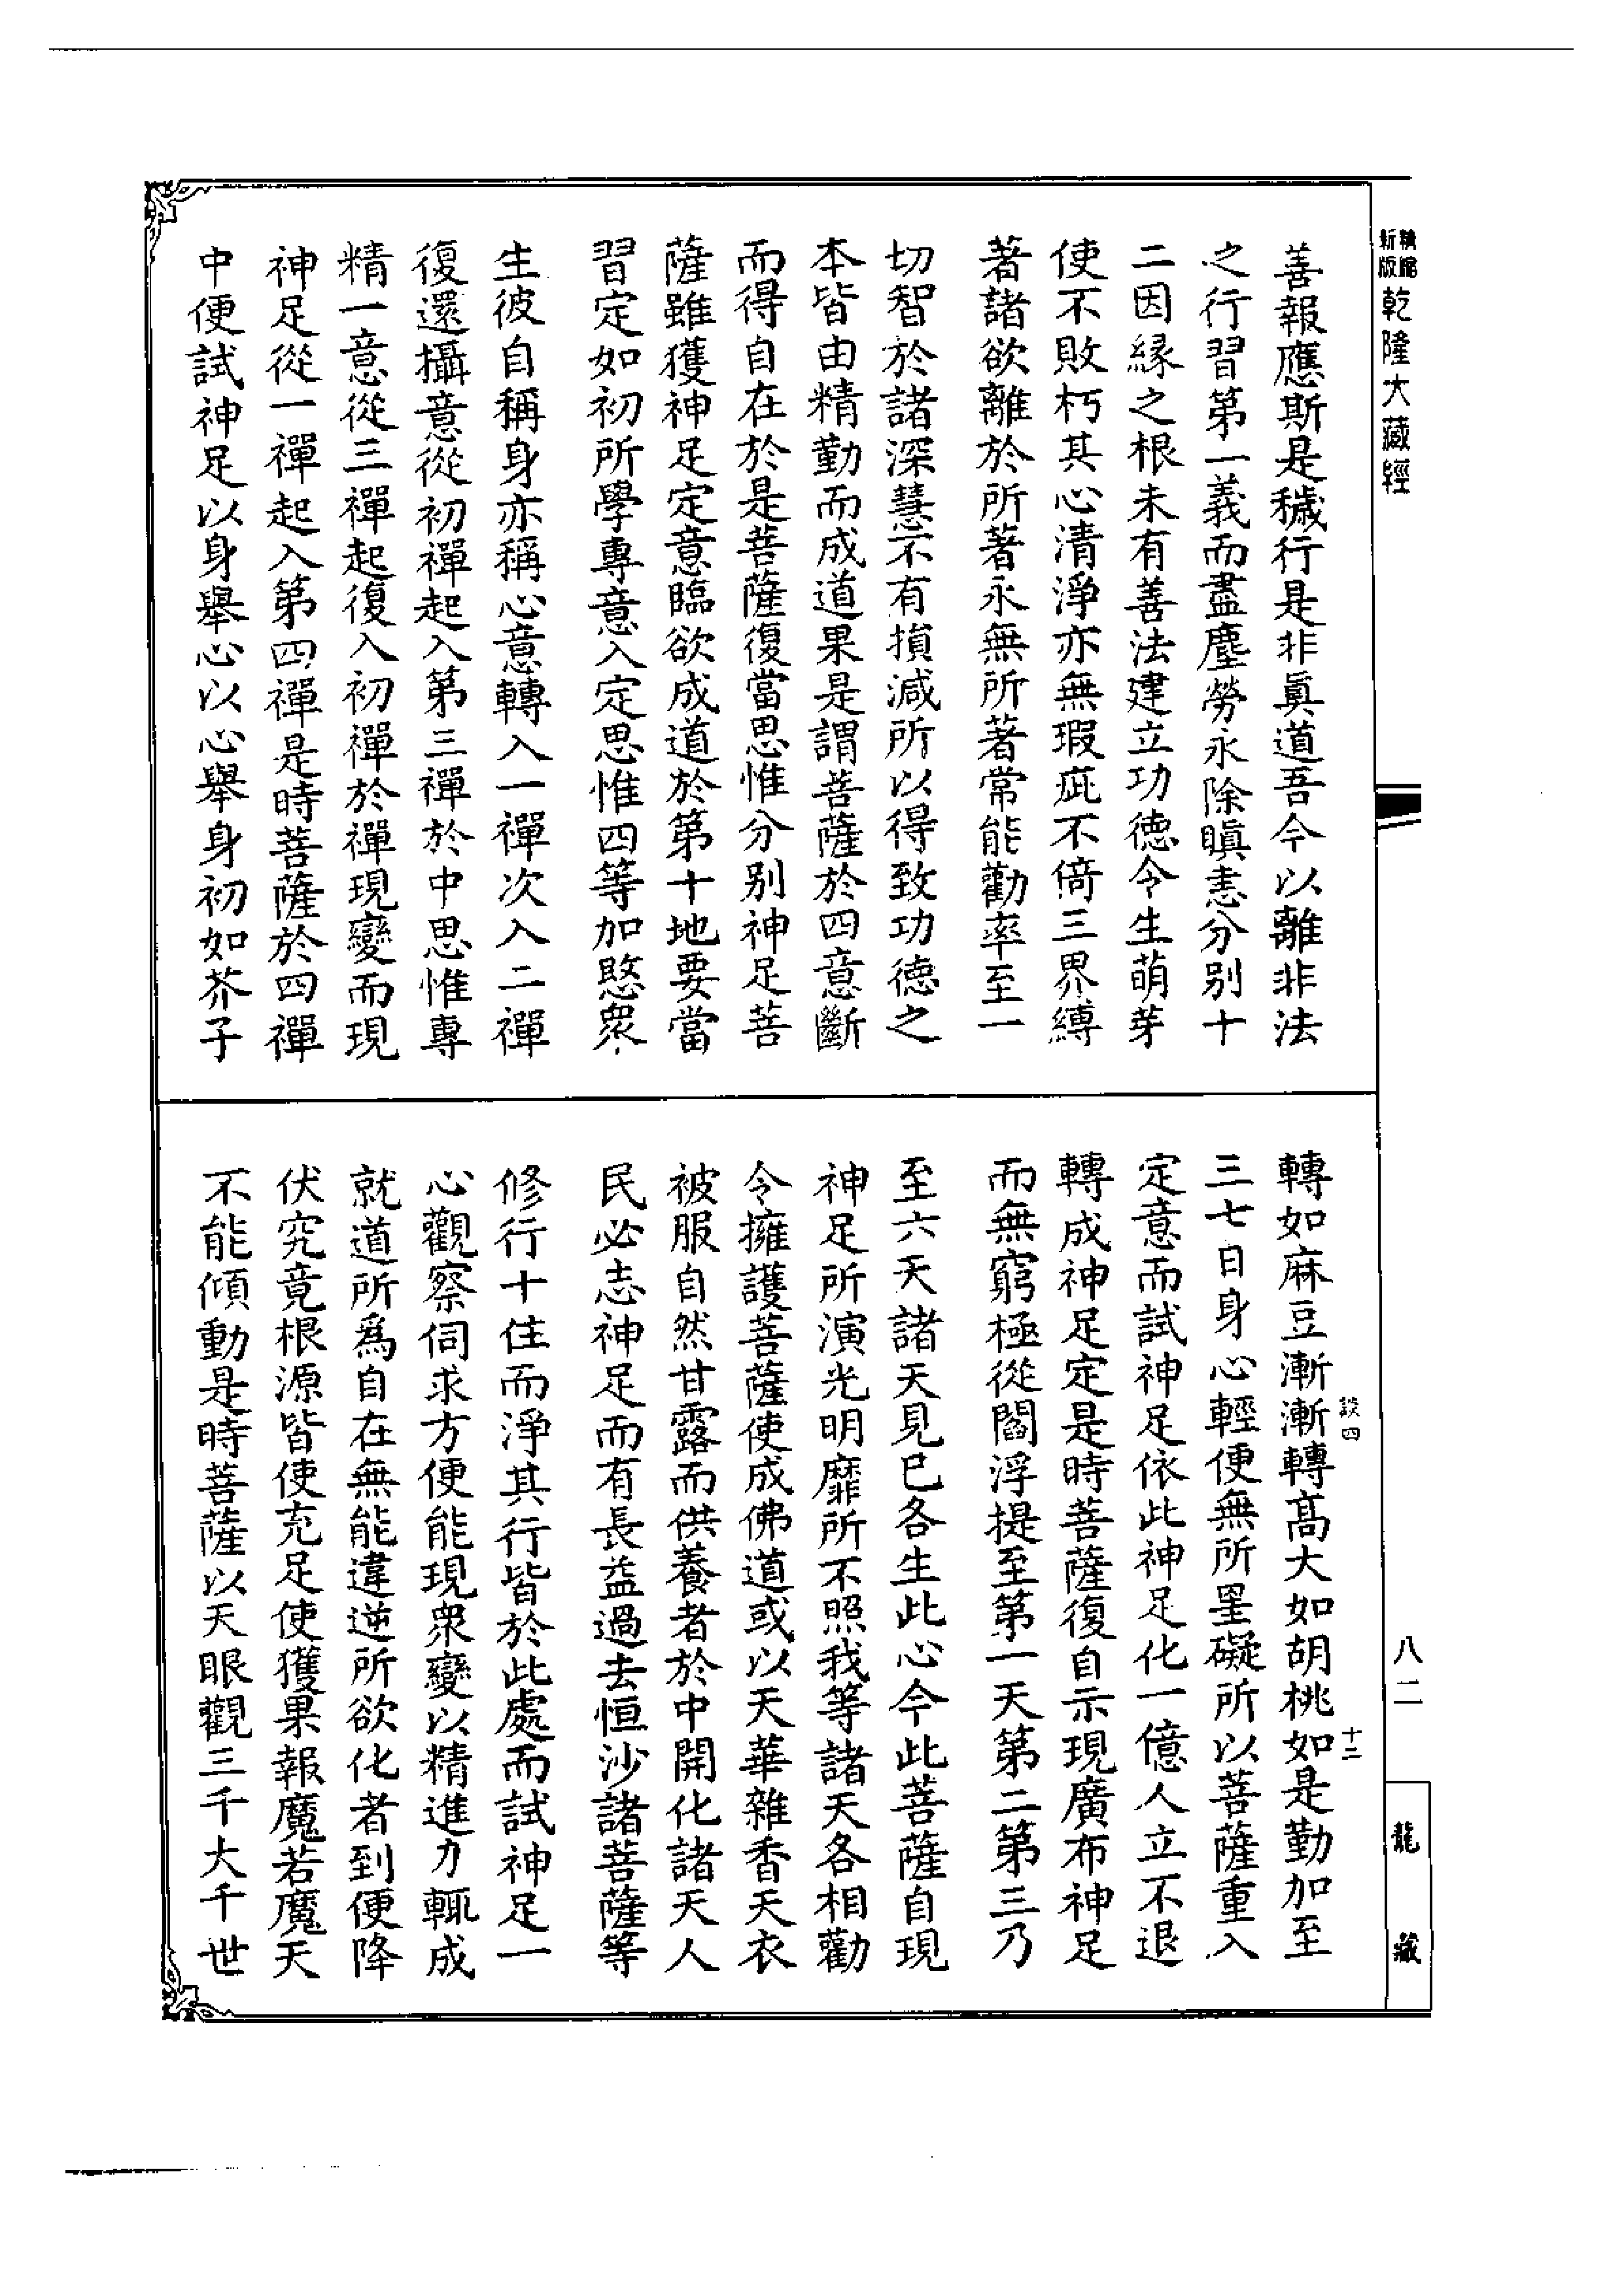 精縮
新版
乾隆大藏經
善報應斯是穢行是非真道吾今以離非法
之行習第一義而盡塵勞永除瞋恚分別十
二因緣之根未有善法建立功德令生萌芽
使不敗朽其心清淨亦無瑕疵不倚三界縛
著諸欲離於所著永無所著常能勸率至一
切智於諸深慧不有損減所以得致功德之
本皆由精勤而成道果是謂菩薩於四意斷
而得自在於是菩薩復當思惟分別神足菩
薩雖獲神足定意臨欲成道於第十地要當
習定如初所學專意入定思惟四等加愍衆
生彼自稱身亦稱心意轉入一禪次入二禪
復還攝意從初禪起入第三禪於中思惟專
精一意從三禪起復入初禪於禪現變而現
神足從一禪起入第四禪是時菩薩於四禪
中便試神足以身舉心以心舉身初如芥子
轉如麻豆漸漸轉高大如胡桃如是勤加至
三七日身心輕便無所罣礙所以菩薩重入
定意而試神足依此神足化一億人立不退
轉成神足定是時菩薩復自示現廣布神足
而無窮極從閻浮提至第一天第二第三乃
至六天諸天見已各生此心今此菩薩自現
神足所演光明靡所不照我等諸天各相勸
令擁護菩薩使成佛道或以天華雜香天衣
被服自然甘露而供養者於中開化諸天人
民必志神足而有長益過去恒沙諸菩薩等
修行十住而淨其行皆於此處而試神足一
心觀察伺求方便能現衆變以精進力輒成
就道所爲自在無能違逆所欲化者到便降
伏究竟根源皆使充足使獲果報魔若魔天
不能傾動是時菩薩以天眼觀三千大千世
談四
十二
八二
龍藏